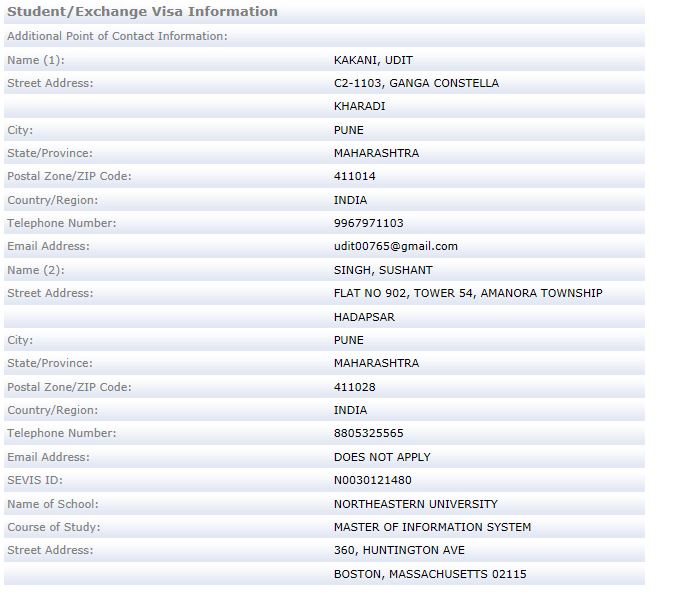 Student/Exchange Visa Information
Additional Point of Contact Information:
Name (1): KAKANI, UDIT
Street Address: C2-1103, GANGA CONSTELLA
KHARADI
City: PUNE
State/Province: MAHARASHTRA
Postal Zone/ZIP Code: 411014
Country/Region: INDIA
Telephone Number: 9967971103
Email Address: udit00765@gmail.com
Name (2): SINGH, SUSHANT
Street Address: FLAT NO 902, TOWER 54, AMANORA TOWNSHIP
HADAPSAR
City: PUNE
State/Province: MAHARASHTRA
Postal Zone/ZIP Code: 411028
Country/Region: INDIA
Telephone Number: 8805325565
Email Address: DOES NOT APPLY
SEVIS ID: N0030121480
Name of School: NORTHEASTERN UNIVERSITY
Course of Study: MASTER OF INFORMATION SYSTEM
Street Address: 360, HUNTINGTON AVE
BOSTON, MASSACHUSETTS 02115